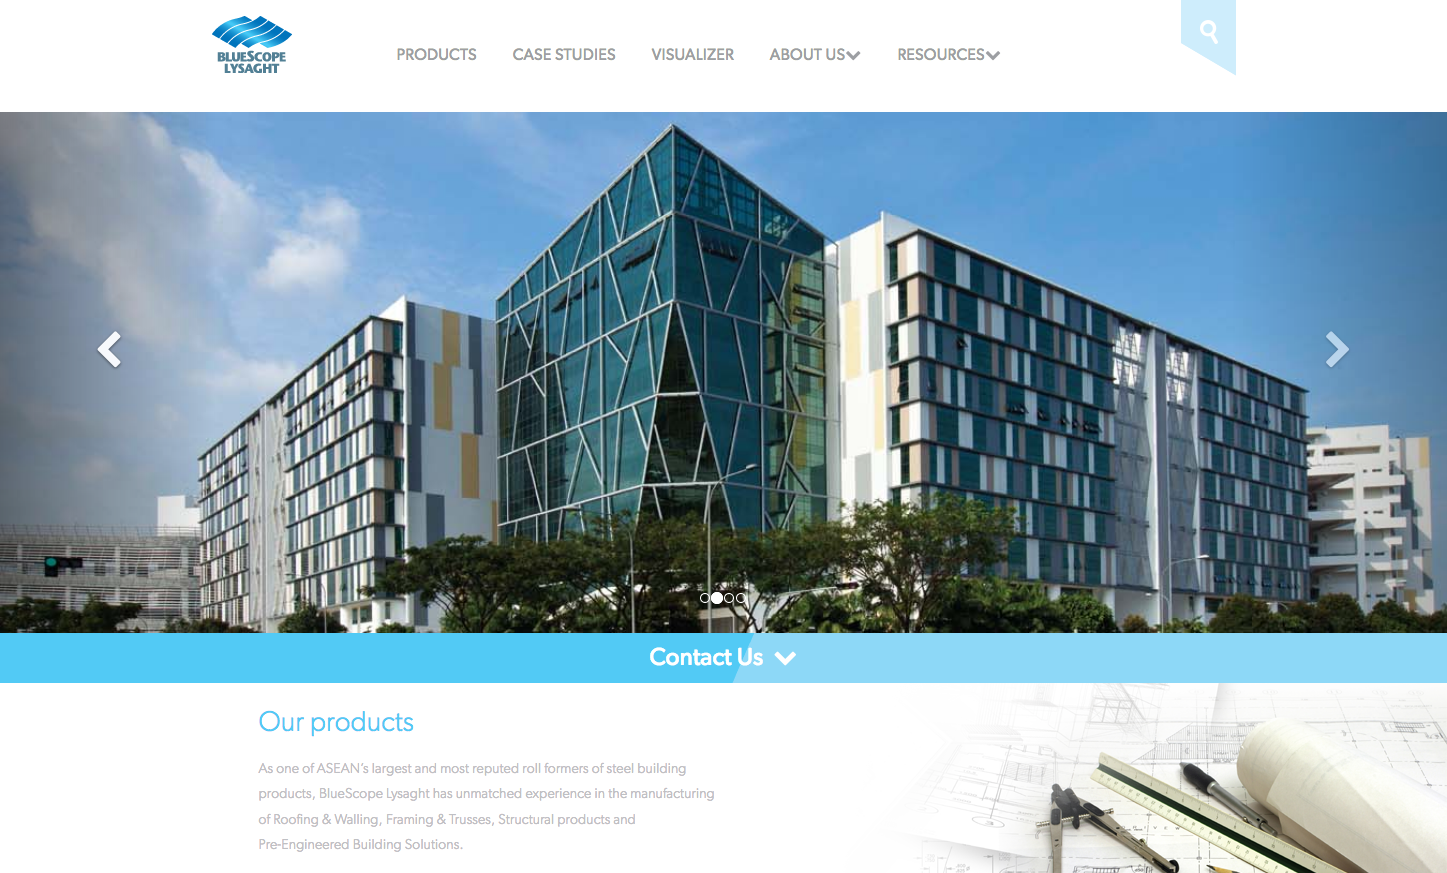 BLUESCOPE
LYSAGHT
PRODUCTS
CASE STUDIES
VISUALIZER
ABOUT US
RESOURCES
Contact Us
Our products
As one of ASEAN's largest and most reputed roll formers of steel building
products, BlueScope Lysaght has unmatched experience in the manufacturing
of Roofing & Walling, Framing & Trusses, Structural products and
Pre-Engineered Building Solutions.